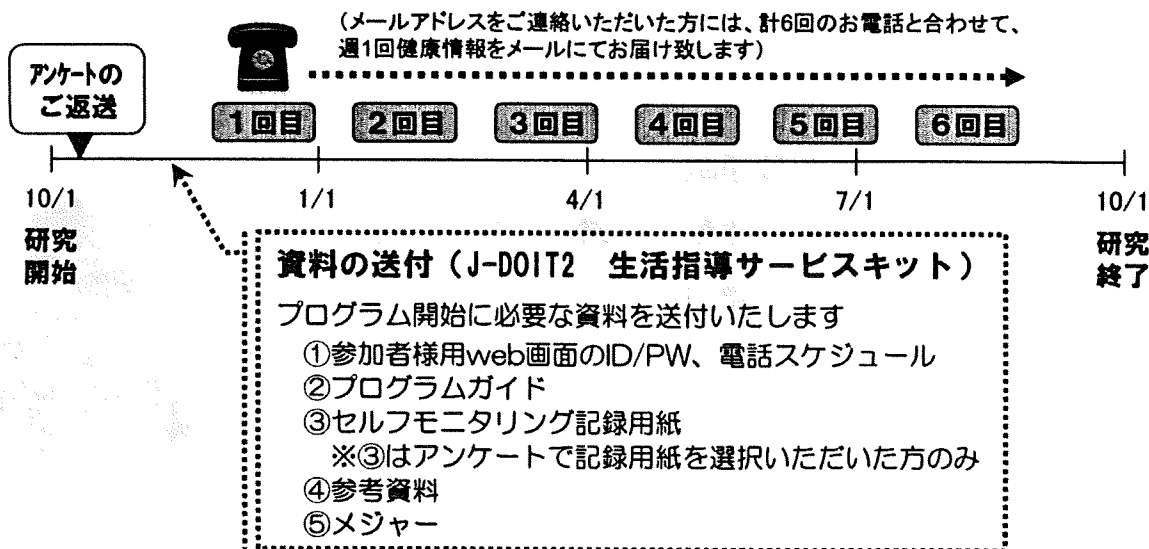 (メールアドレスをご連絡いただいた方には、計6回のお電話と合わせて、
週1回健康情報をメールにてお届け致します)
アンケートの
ご返送
1回目 2回目 3回目 4回目 5回目 6回目
10/1 1/1 4/1 7/1 10/1
研究
開始
研究
終了
資料の送付(J-DOIT2 生活指導サービスキット)
プログラム開始に必要な資料を送付いたします
①参加者様用web画面のID/PW、電話スケジュール
②プログラムガイド
③セルフモニタリング記録用紙
※③はアンケートで記録用紙を選択いただいた方のみ
④参考資料
⑤メジャー